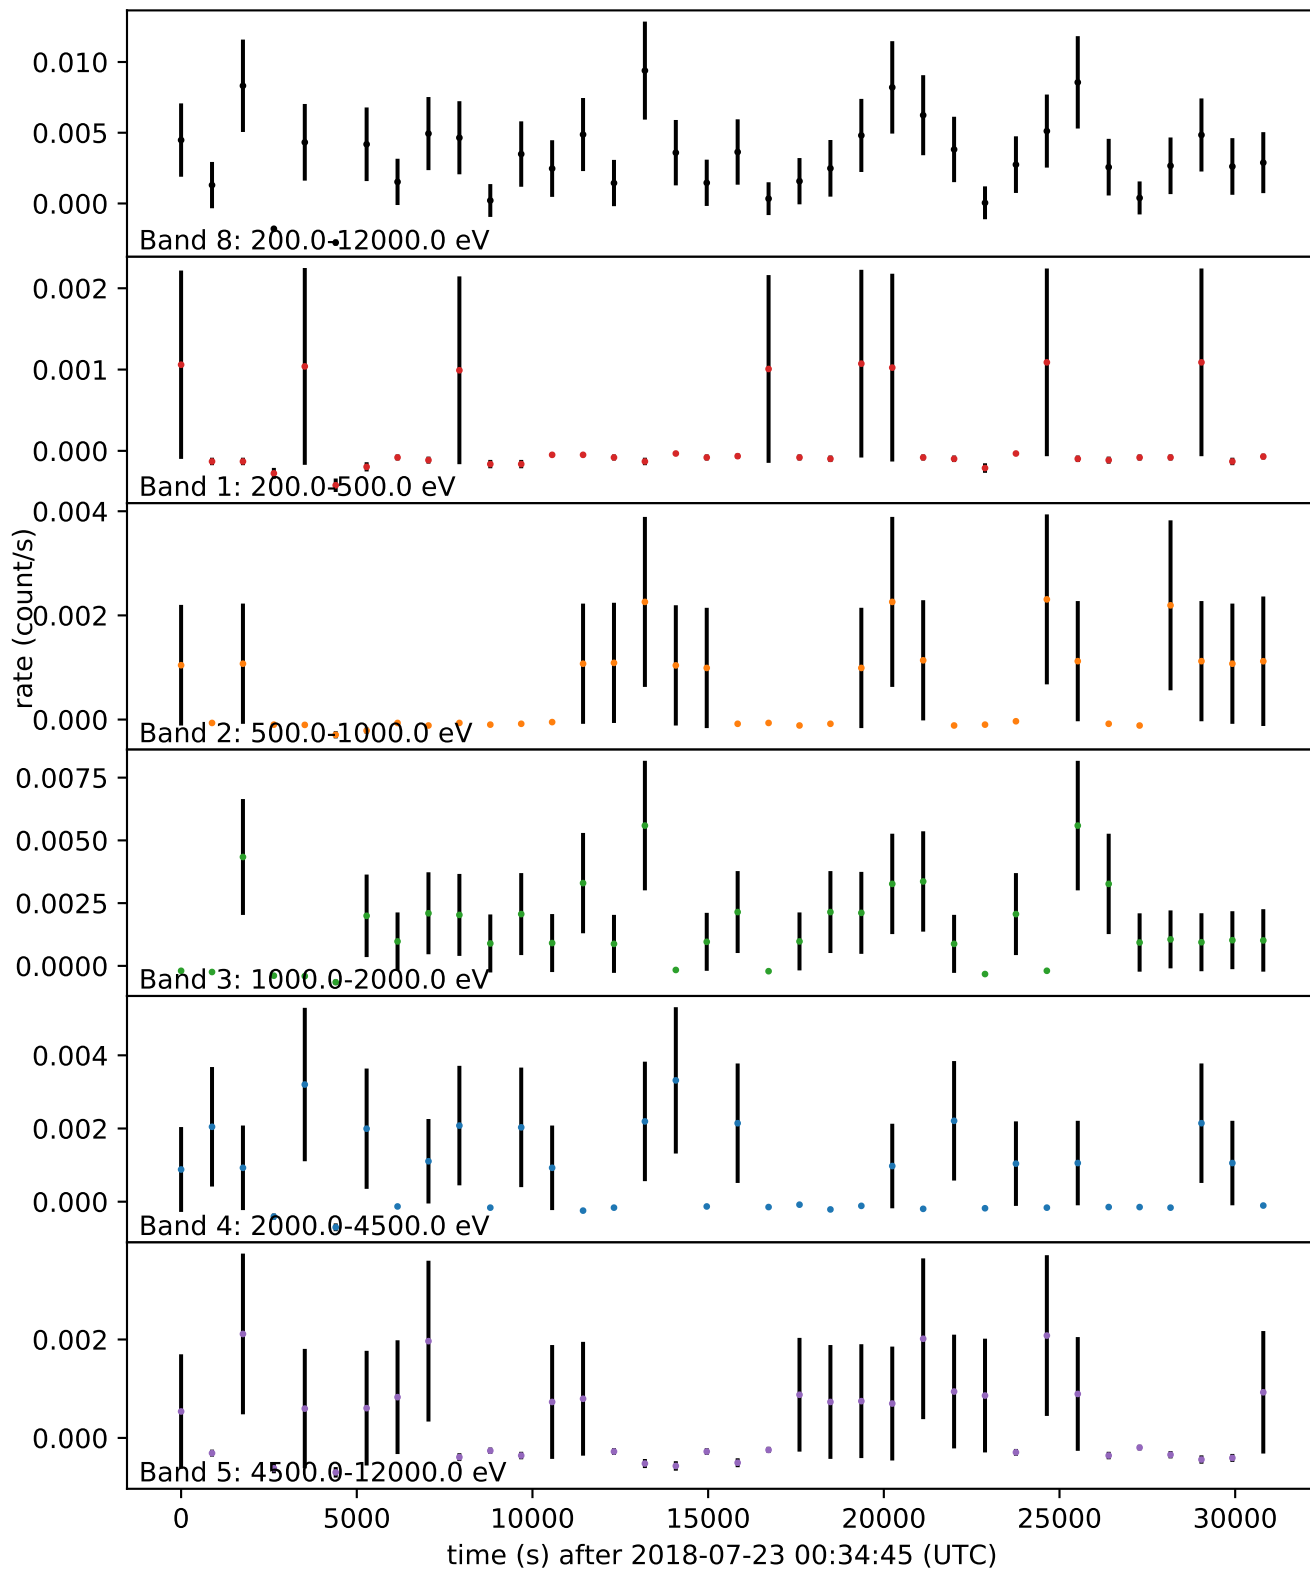 0.010
0.005
0.000
Band 8: 200.0-12000.0 eV
0.002
0.001
0.000
Band 1: 200.0-500.0 eV
rate (count/s)
0.004
0.002
0.000
Band 2: 500.0-1000.0 eV
0.0075
0.0050
0.0025
0.0000
Band 3: 1000.0-2000.0 eV
0.004
0.002
0.000
Band 4: 2000.0-4500.0 eV
0.002
0.000
Band 5: 4500.0-12000.0 eV
0 5000 10000 15000 20000 25000 30000
time (s) after 2018-07-23 00:34:45 (UTC)